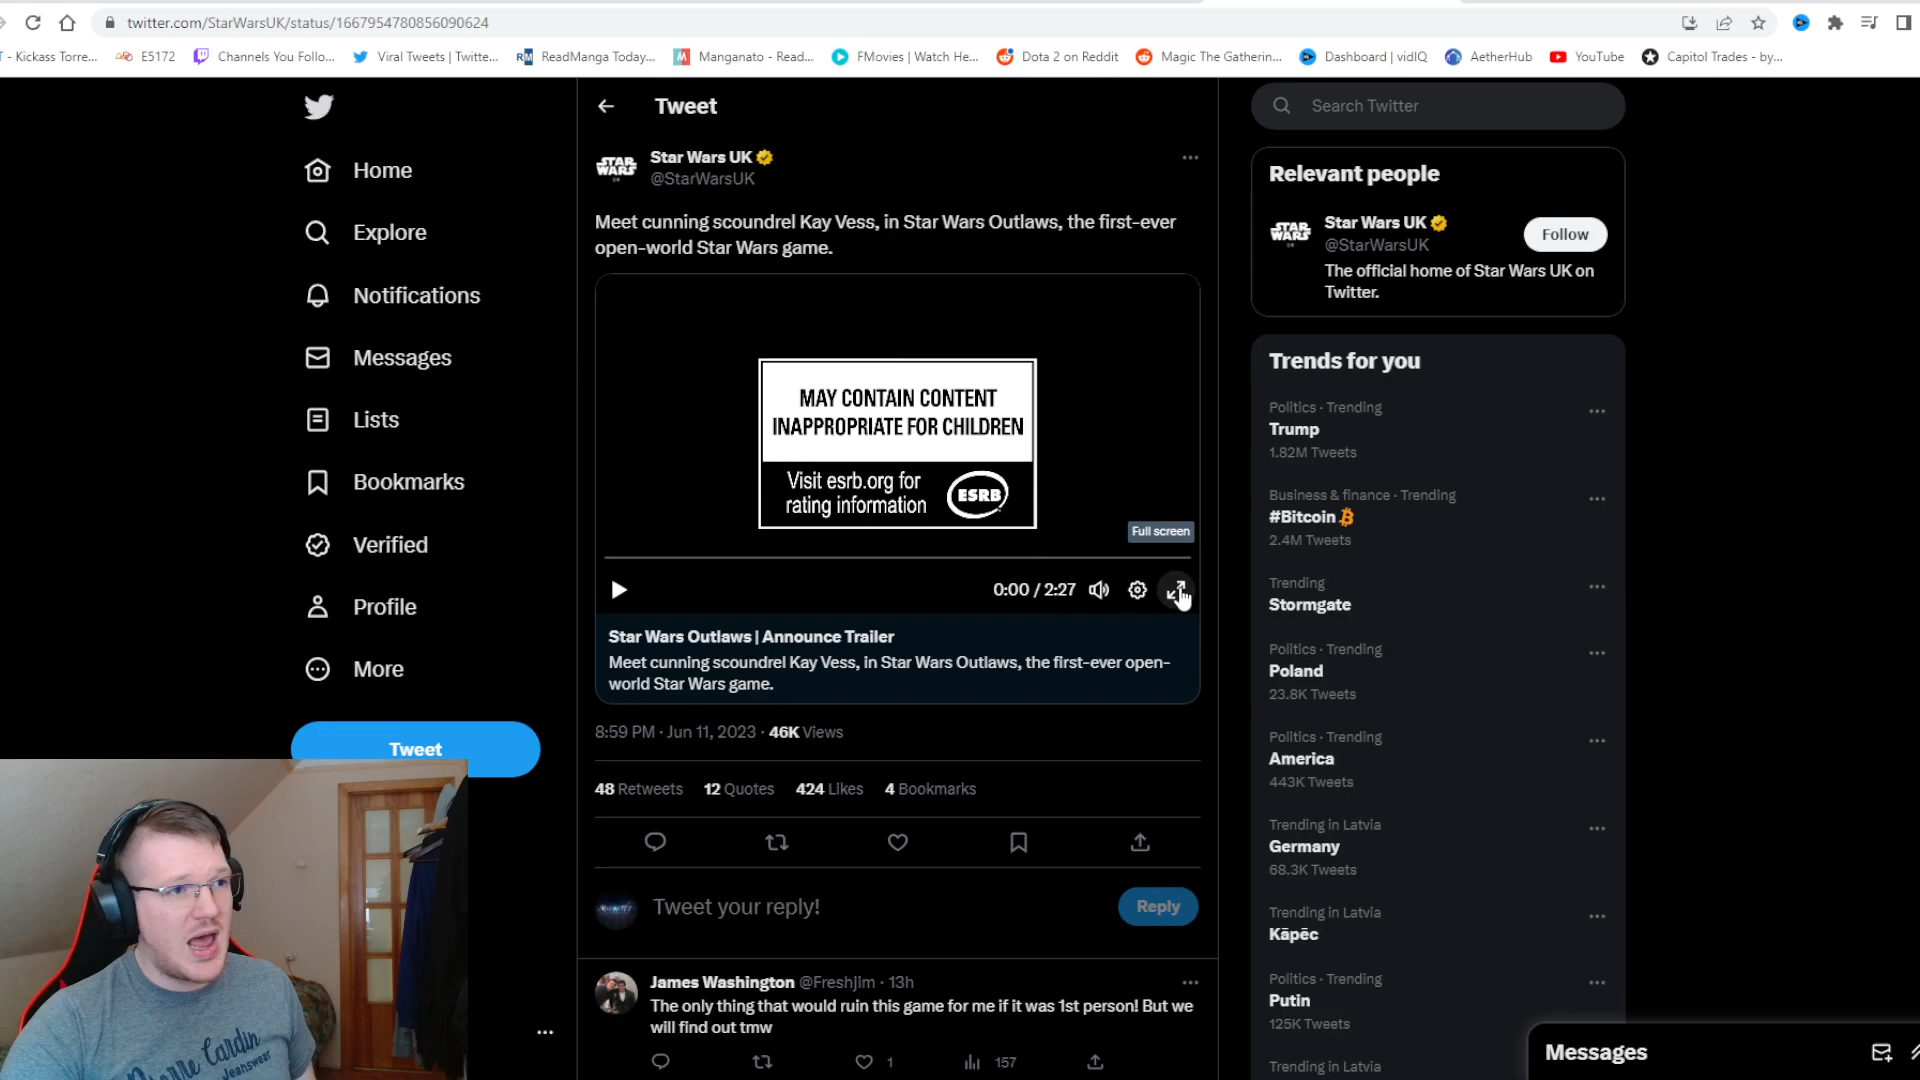 twitter.com/StarWarsUK/status/1667954780856090624
- Kickass Torre...
E5172
Channels You Follo...
Viral Tweets | Twitte...
RM
ReadManga Today...
Manganato - Read...
FMovies | Watch He...
Dota 2 on Reddit
Magic The Gatherin...
Dashboard | vidIQ
AetherHub
YouTube
Capitol Trades - by...
Home
Explore
Notifications
Messages
Lists
Bookmarks
Verified
Profile
More
Tweet
Tweet
STAR WARS UK
Star Wars UK
@StarWarsUK
Meet cunning scoundrel Kay Vess, in Star Wars Outlaws, the first-ever
open-world Star Wars game.
MAY CONTAIN CONTENT
INAPPROPRIATE FOR CHILDREN
Visit esrb.org for
rating information
ESRB
Full screen
0:00 / 2:27
Star Wars Outlaws | Announce Trailer
Meet cunning scoundrel Kay Vess, in Star Wars Outlaws, the first-ever open-
world Star Wars game.
8:59 PM · Jun 11, 2023 · 46K Views
48 Retweets 12 Quotes 424 Likes 4 Bookmarks
Tweet your reply!
Reply
James Washington @Freshjim · 13h
The only thing that would ruin this game for me if it was 1st person! But we
will find out tmw
1
157
Search Twitter
Relevant people
STAR WARS UK
Star Wars UK
@StarWarsUK
Follow
The official home of Star Wars UK on
Twitter.
Trends for you
Politics · Trending
Trump
1.82M Tweets
Business & finance · Trending
#Bitcoin
2.4M Tweets
Trending
Stormgate
Politics · Trending
Poland
23.8K Tweets
Politics · Trending
America
443K Tweets
Trending in Latvia
Germany
68.3K Tweets
Trending in Latvia
Kāpēc
Politics · Trending
Putin
125K Tweets
Trending in Latvia
Messages
Pierre Cardin
Jeanswear